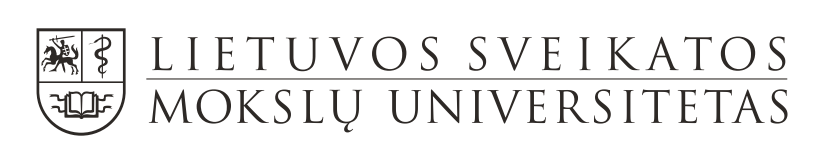 LIETUVOS SVEIKATOS
MOKSLŲ UNIVERSITETAS